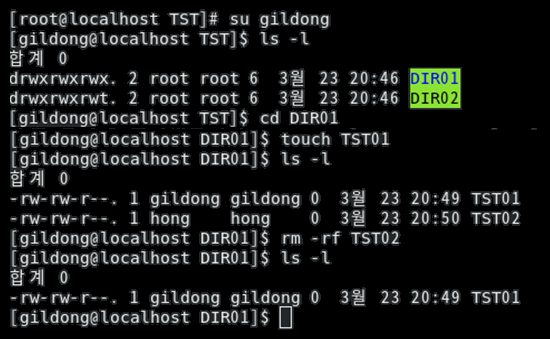 [root@localhost TST]# su gildong
[gildong@localhost TST]$ ls -l
합계 0
drwxrwxrwx. 2 root root 6  3월 23 20:46 DIR01
drwxrwxrwt. 2 root root 6  3월 23 20:46 DIR02
[gildong@localhost TST]$ cd DIR01
[gildong@localhost DIR01]$ touch TST01
[gildong@localhost DIR01]$ ls -l
합계 0
-rw-rw-r--. 1 gildong gildong 0  3월 23 20:49 TST01
-rw-rw-r--. 1 hong    hong    0  3월 23 20:50 TST02
[gildong@localhost DIR01]$ rm -rf TST02
[gildong@localhost DIR01]$ ls -l
합계 0
-rw-rw-r--. 1 gildong gildong 0  3월 23 20:49 TST01
[gildong@localhost DIR01]$